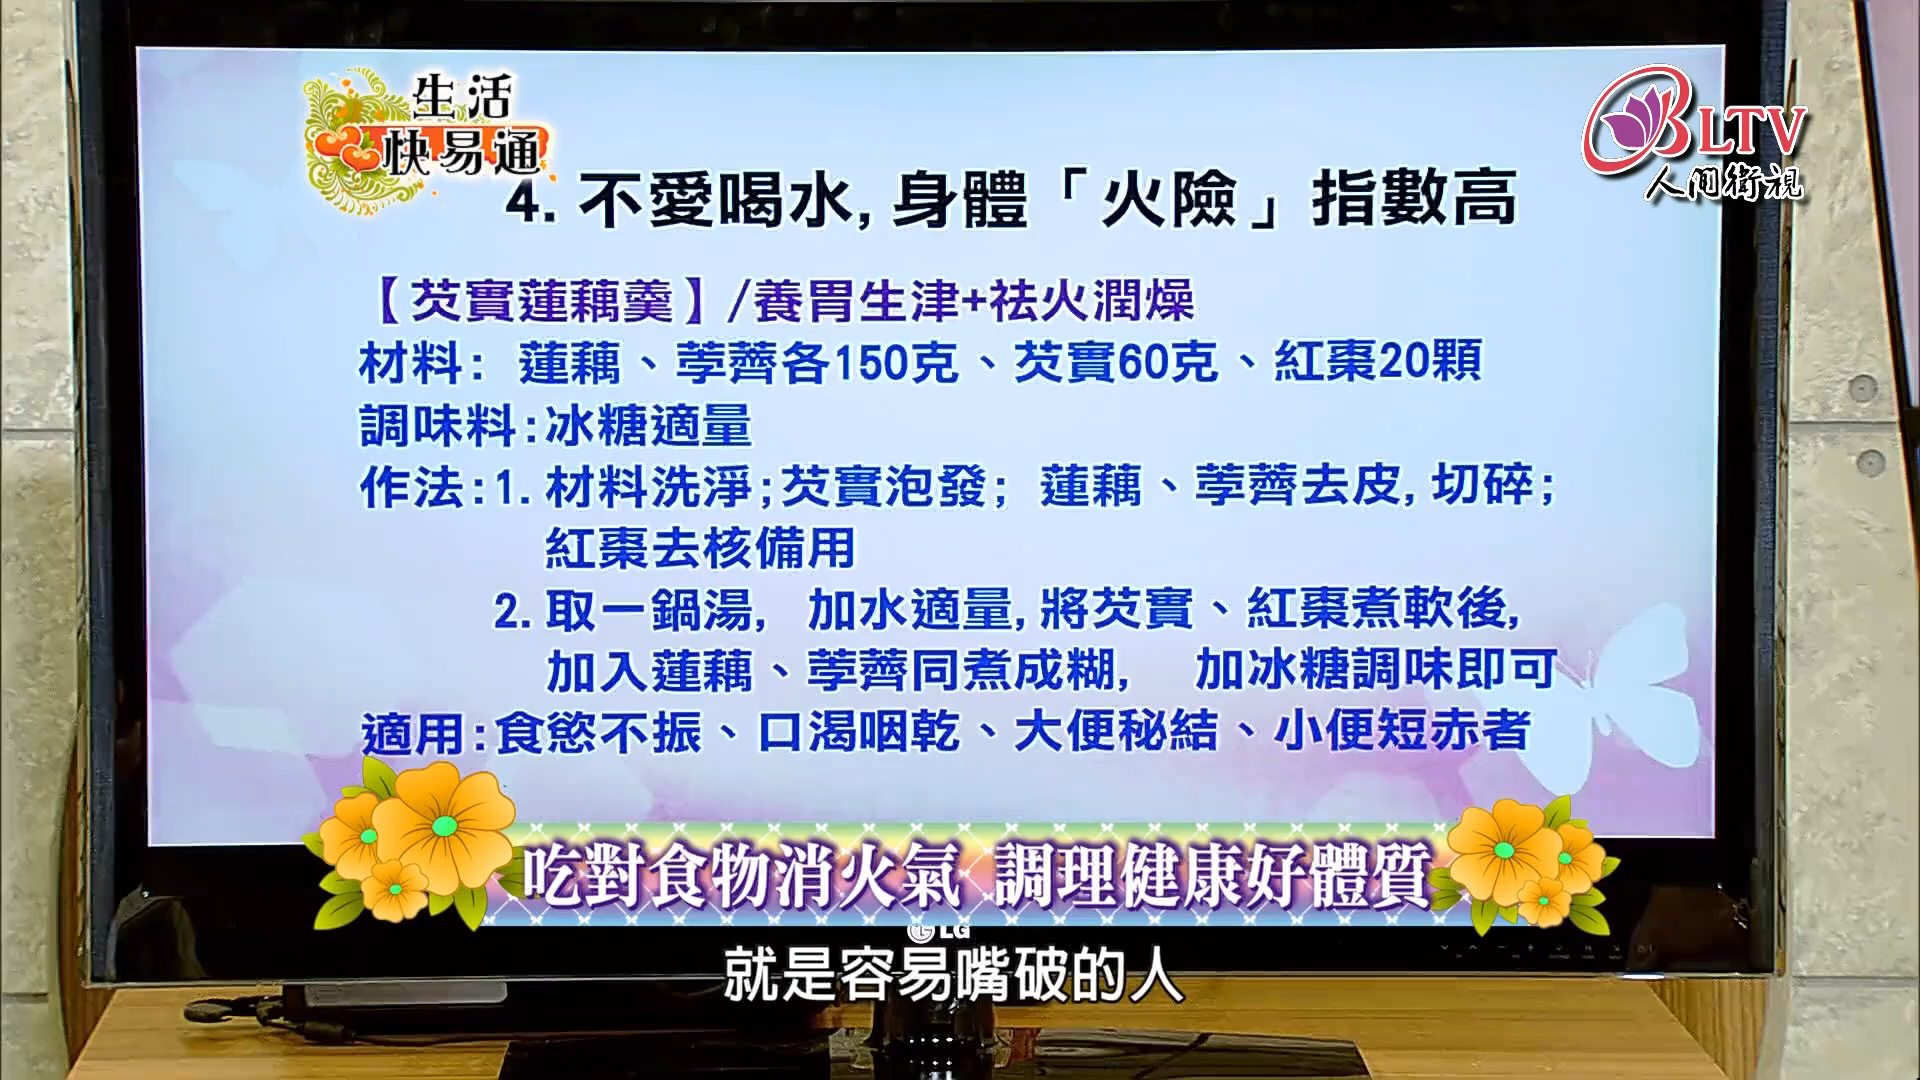 生活
快易通
BLTV
人間衛視
4.不愛喝水,身體「火險」指數高
【芡實蓮藕羹】/養胃生津+祛火潤燥
材料: 蓮藕、荸薺各150克、芡實60克、紅棗20顆
調味料:冰糖適量
作法:1.材料洗淨;芡實泡發; 蓮藕、荸薺去皮,切碎;
紅棗去核備用
2.取一鍋湯, 加水適量,將芡實、紅棗煮軟後,
加入蓮藕、荸薺同煮成糊, 加冰糖調味即可
適用:食慾不振、口渴咽乾、大便秘結、小便短赤者
吃對食物消火氣 調理健康好體質
LG
就是容易嘴破的人